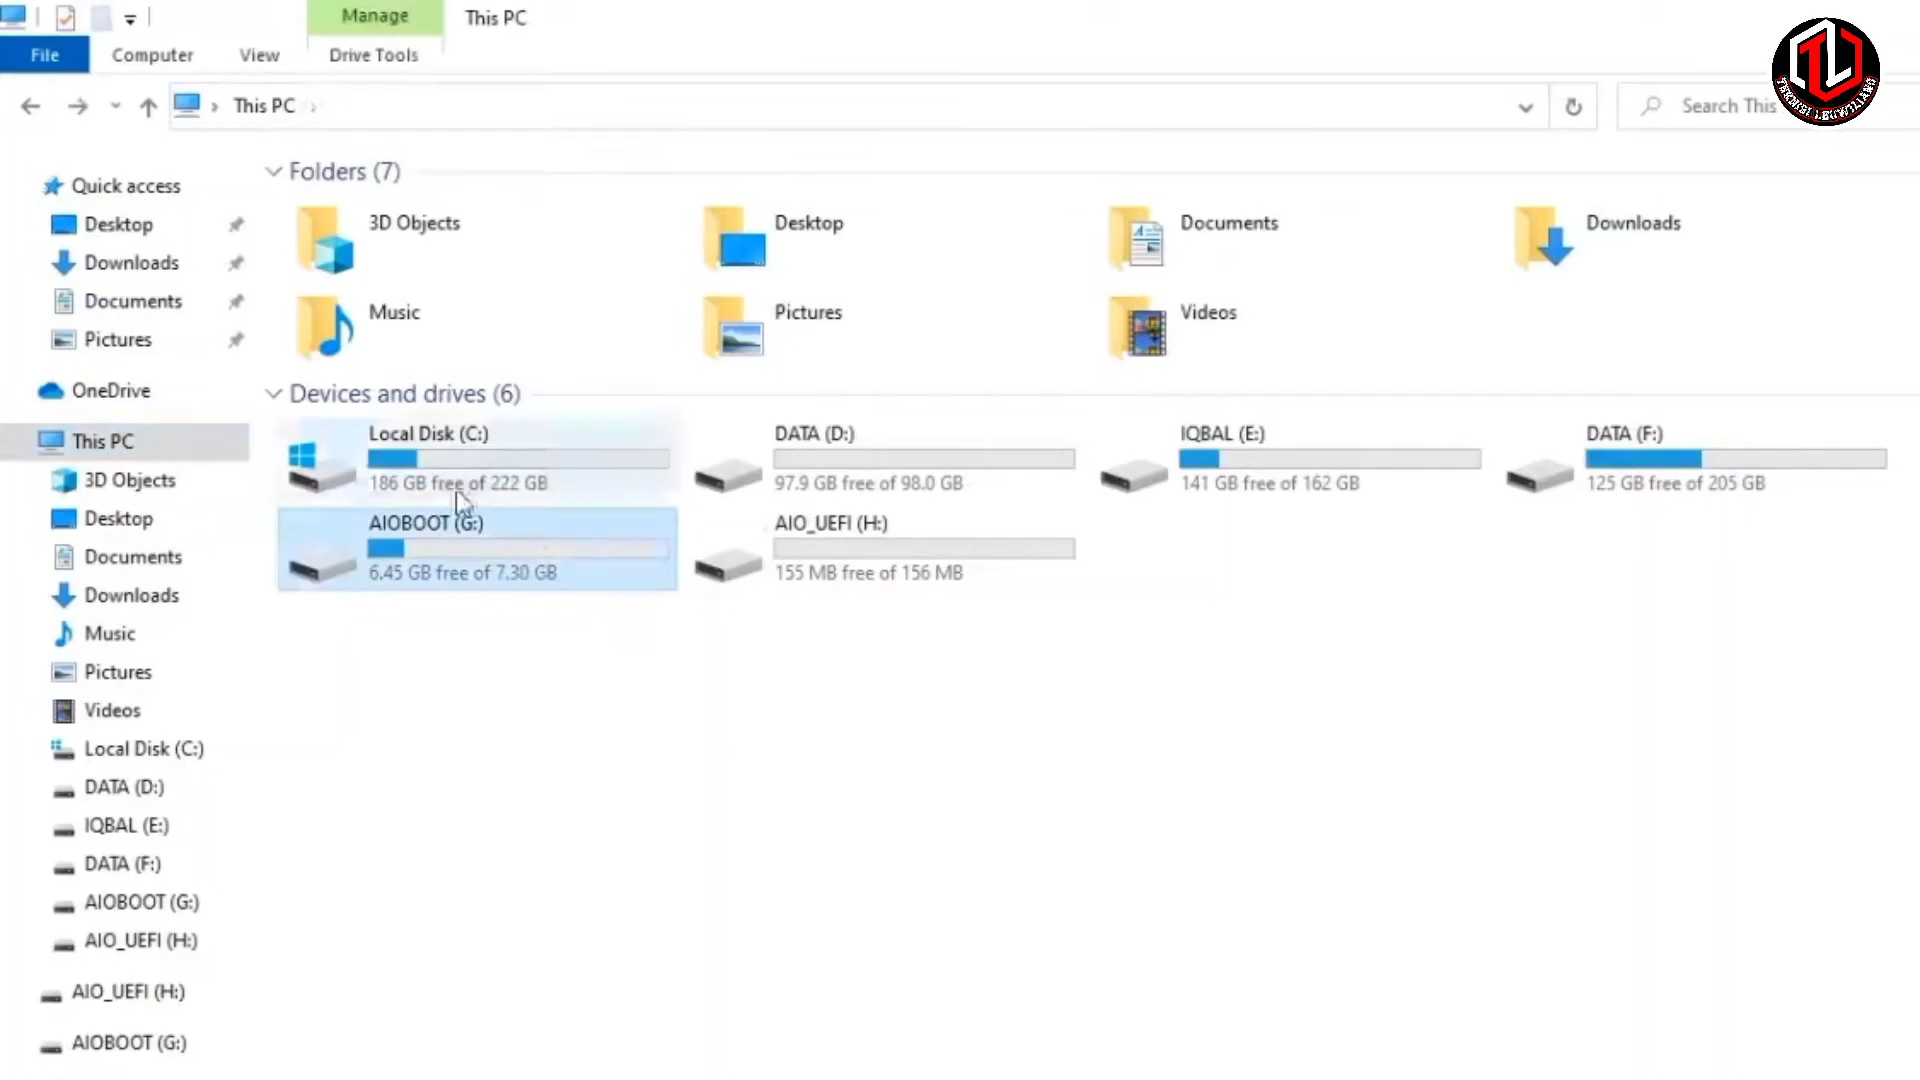 Manage
This PC
File
Computer
View
Drive Tools
This PC
Search This
TEKNISI LEUWILIANG
Quick access
Desktop
Downloads
Documents
Pictures
OneDrive
This PC
3D Objects
Desktop
Documents
Downloads
Music
Pictures
Videos
Local Disk (C:)
DATA (D:)
IQBAL (E:)
DATA (F:)
AIOBOOT (G:)
AIO_UEFI (H:)
AIO_UEFI (H:)
AIOBOOT (G:)
Folders (7)
3D Objects
Desktop
Documents
Downloads
Music
Pictures
Videos
Devices and drives (6)
Local Disk (C:)
186 GB free of 222 GB
DATA (D:)
97.9 GB free of 98.0 GB
IQBAL (E:)
141 GB free of 162 GB
DATA (F:)
125 GB free of 205 GB
AIOBOOT (G:)
6.45 GB free of 7.30 GB
AIO_UEFI (H:)
155 MB free of 156 MB